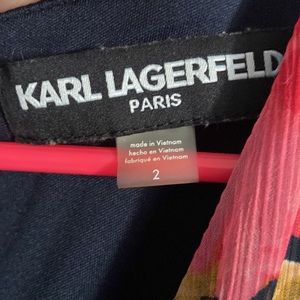 KARL LAGERFELD
PARIS
made in Vietnam
hecho en Vietnam
fabriqué en Vietnam
2